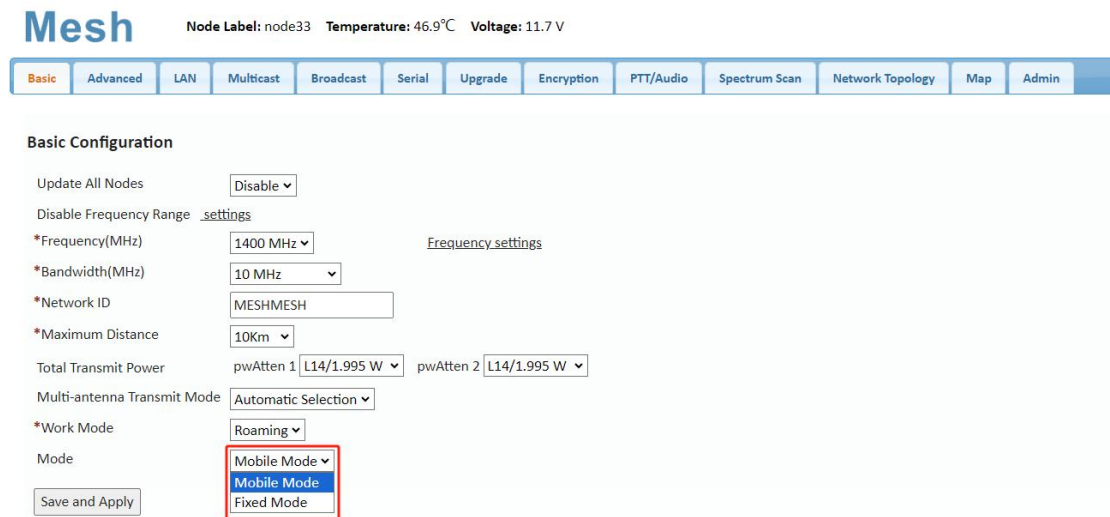 Mesh
Node Label: node33 Temperature: 46.9℃ Voltage: 11.7 V
Basic Advanced LAN Multicast Broadcast Serial Upgrade Encryption PTT/Audio Spectrum Scan Network Topology Map Admin
Basic Configuration
Update All Nodes Disable
Disable Frequency Range settings
*Frequency(MHz) 1400 MHz Frequency settings
*Bandwidth(MHz) 10 MHz
*Network ID MESHMESH
*Maximum Distance 10Km
Total Transmit Power pwAtten 1 L14/1.995 W pwAtten 2 L14/1.995 W
Multi-antenna Transmit Mode Automatic Selection
*Work Mode Roaming
Mode Mobile Mode
Mobile Mode
Save and Apply Fixed Mode